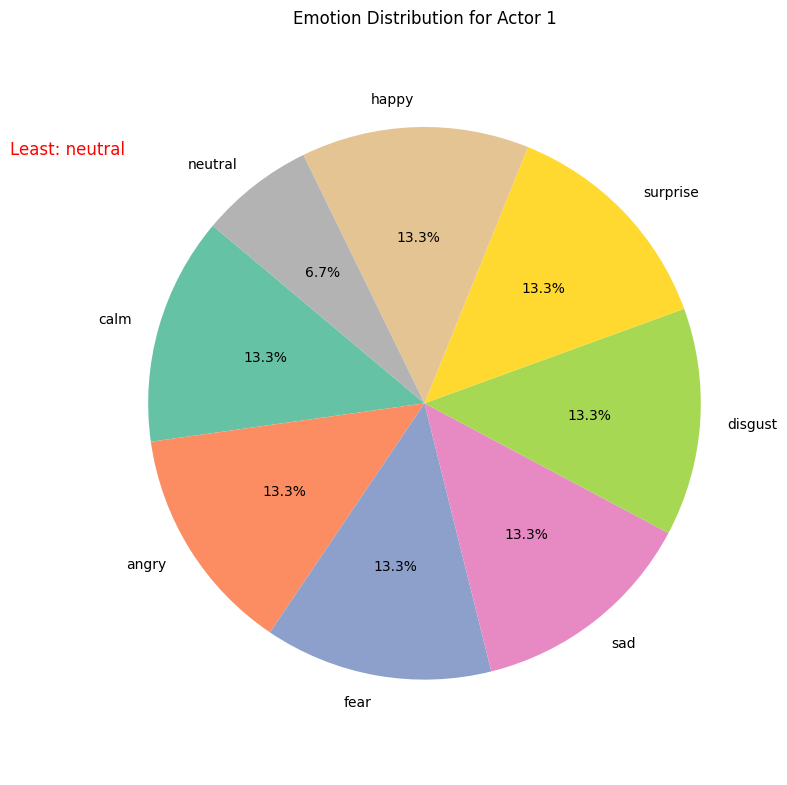 Emotion Distribution for Actor 1
happy
Least: neutral
neutral
surprise
13.3%
6.7%
13.3%
calm
13.3%
13.3%
disgust
13.3%
angry
13.3%
13.3%
sad
fear
13.3%